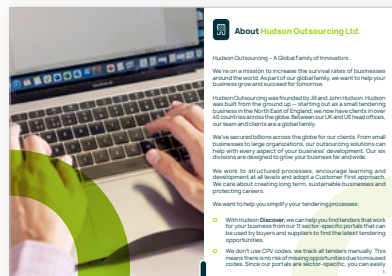 About Hudson Outsourcing Ltd.
Hudson Outsourcing – A Global Family of Innovators.
We're on a mission to increase the survival rates of businesses
around the world. As part of our global family, we want to help your
business grow and succeed for tomorrow.
Hudson Outsourcing was founded by Jill and John Hudson. Hudson
was built from the ground up — starting out as a small tendering
business in the North East of England, we now have clients in over
40 countries across the globe. Between our UK and US head offices,
our team and clients are a global family.
We've secured billions across the globe for our clients. From small
businesses to large organizations, our outsourcing solutions can
help with every aspect of your business' development. Our six
divisions are designed to grow your business far and wide.
We work to structured processes, encourage learning and
development at all levels and adopt a Customer First approach.
We care about creating long term, sustainable businesses and
protecting careers.
We want to help you simplify your tendering processes:
With Hudson Discover, we can help you find tenders that work
for your business from our 11 sector-specific portals that can
be used by buyers and suppliers to find the latest tendering
opportunities.
We don't use CPV codes, we track all tenders manually. This
means there is no risk of missing opportunities due to misused
codes. Since our portals are sector-specific, you can easily